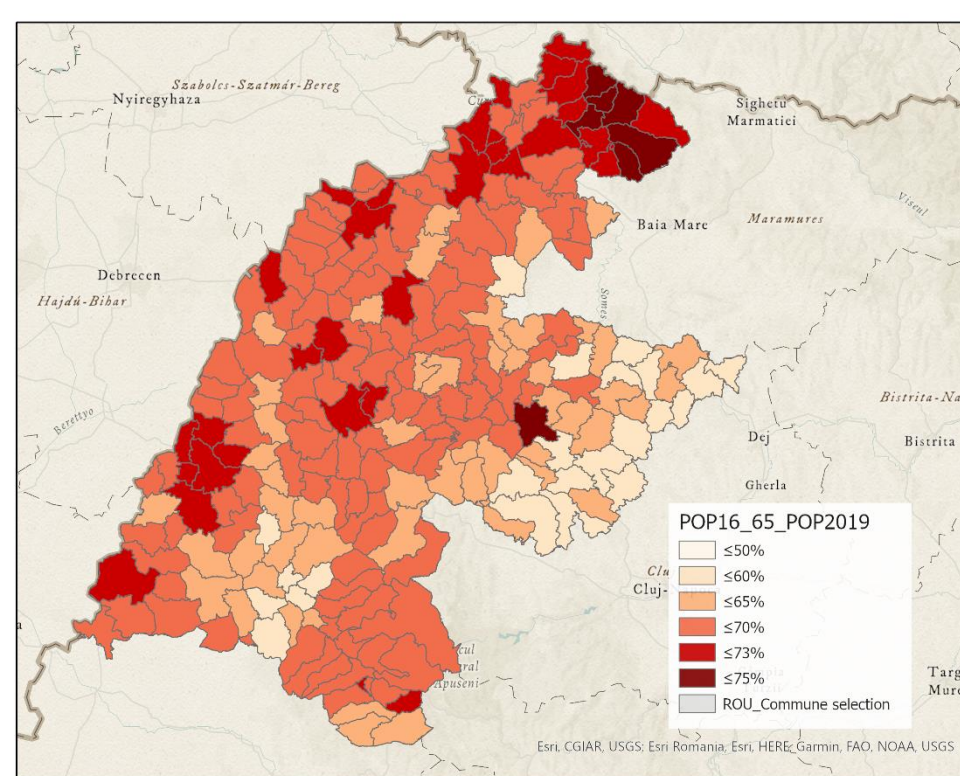 Szabolcs-Szatmár-Bereg
Nyiregyhaza
Sighetu
Marmatiei
Viseul
Baia Mare
Maramures
Debrecen
Hajdú-Bihar
Somes
Berettyo
Bistrita-Na
Dej
Bistrita
Gherla
POP16_65_POP2019
≤50%
≤60%
≤65%
≤70%
≤73%
≤75%
ROU_Commune selection
Clu
Cluj-
Apuseni
Targ
Mure
Esri, CGIAR, USGS; Esri Romania, Esri, HERE, Garmin, FAO, NOAA, USGS